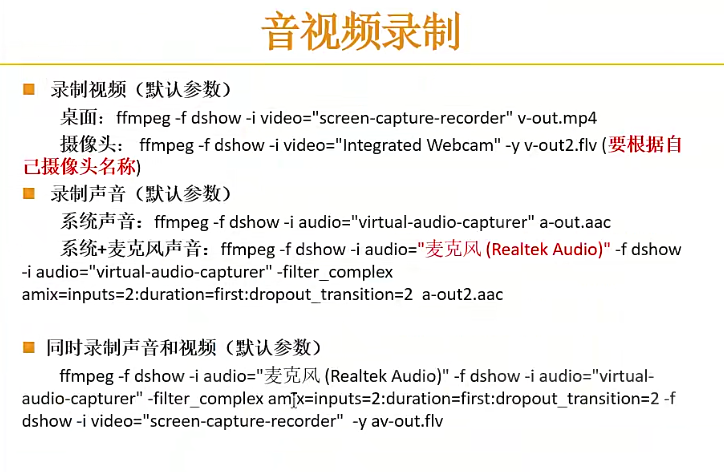 音视频录制
录制视频（默认参数）
桌面：ffmpeg -f dshow -i video="screen-capture-recorder" v-out.mp4
摄像头： ffmpeg -f dshow -i video="Integrated Webcam" -y v-out2.flv (要根据自
己摄像头名称)
录制声音（默认参数）
系统声音：ffmpeg -f dshow -i audio="virtual-audio-capturer" a-out.aac
系统+麦克风声音：ffmpeg -f dshow -i audio="麦克风 (Realtek Audio)" -f dshow
-i audio="virtual-audio-capturer" -filter_complex
amix=inputs=2:duration=first:dropout_transition=2 a-out2.aac
同时录制声音和视频（默认参数）
ffmpeg -f dshow -i audio="麦克风 (Realtek Audio)" -f dshow -i audio="virtual-
audio-capturer" -filter_complex amix=inputs=2:duration=first:dropout_transition=2 -f
dshow -i video="screen-capture-recorder" -y av-out.flv